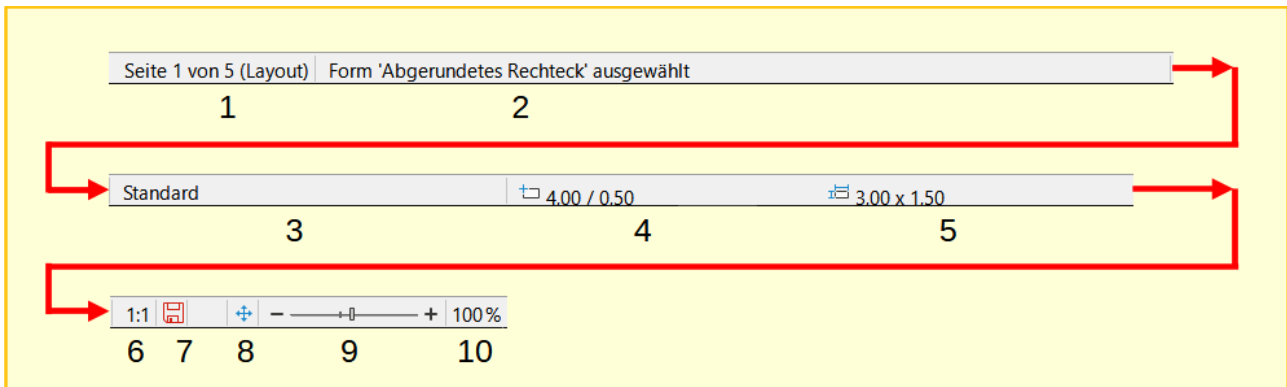 Seite 1 von 5 (Layout) Form 'Abgerundetes Rechteck' ausgewählt
1 2
Standard 4.00 / 0.50 3.00 x 1.50
3 4 5
1:1 100 %
6 7 8 9 10